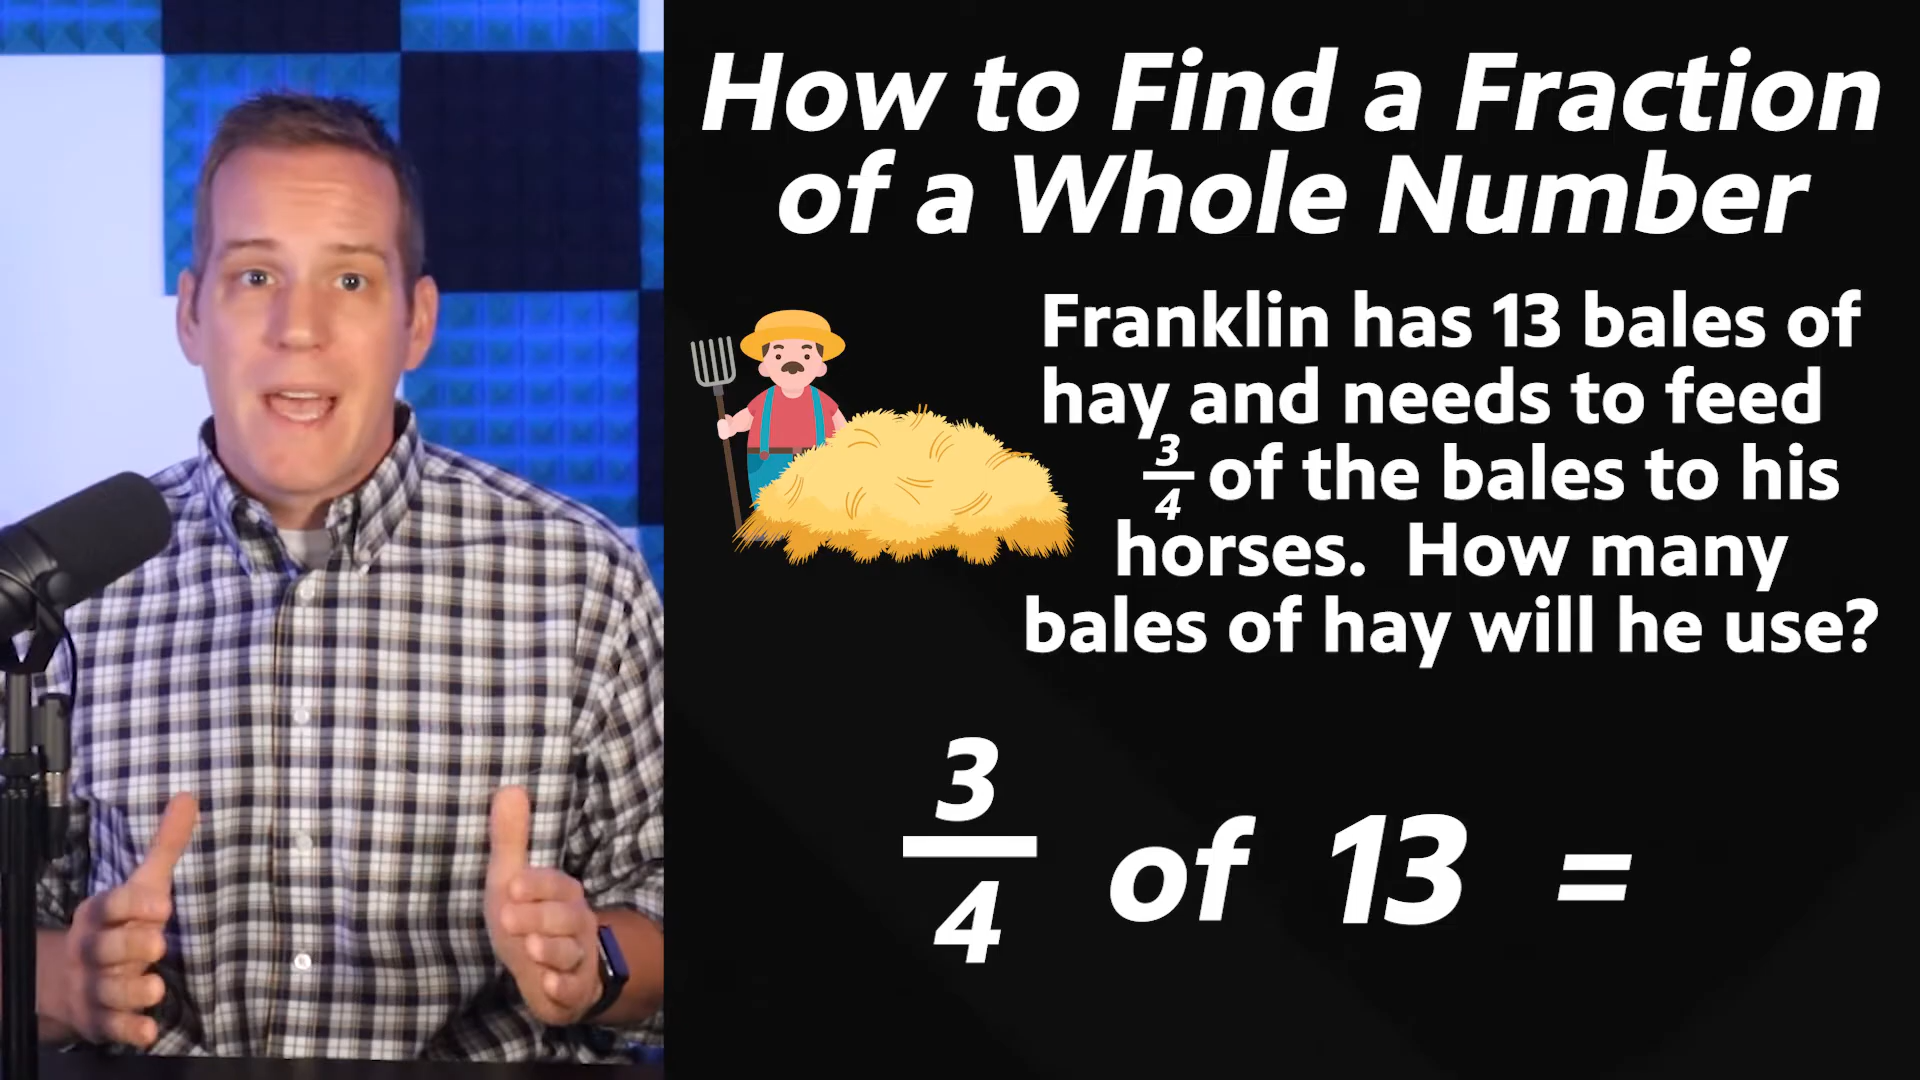 How to Find a Fraction
of a Whole Number
Franklin has 13 bales of
hay and needs to feed
3/4 of the bales to his
horses. How many
bales of hay will he use?
3/4 of 13 =